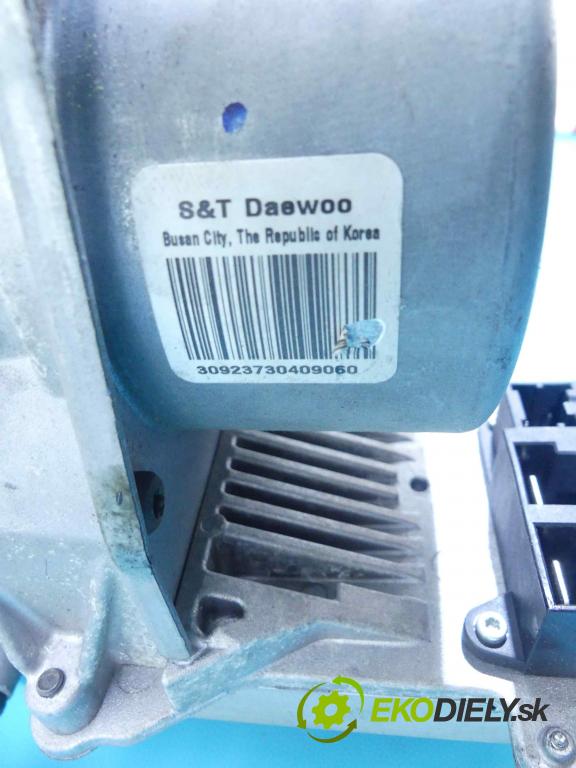 S&T Daewoo
Busan City, The Republic of Korea
30923730409060
EKODIELY.sk